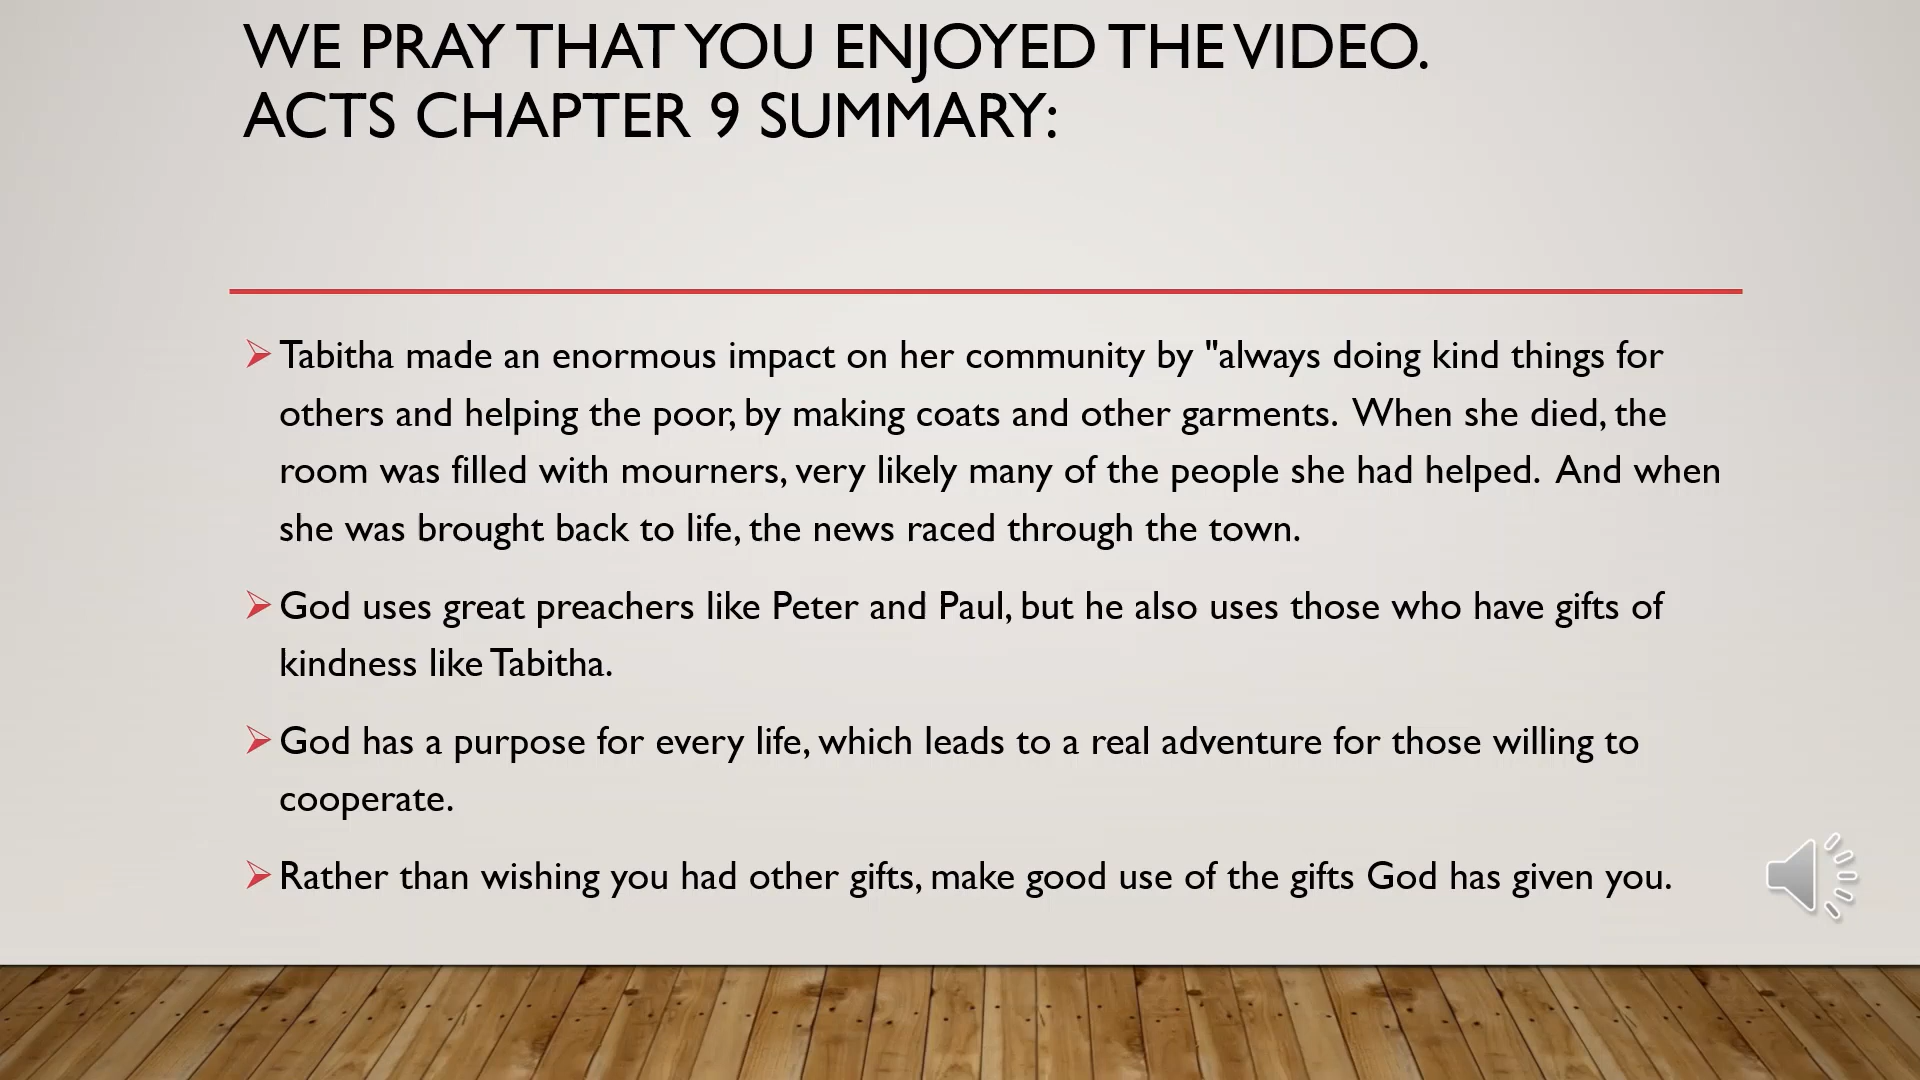 WE PRAY THAT YOU ENJOYED THE VIDEO.
ACTS CHAPTER 9 SUMMARY:
Tabitha made an enormous impact on her community by "always doing kind things for
others and helping the poor, by making coats and other garments.  When she died, the
room was filled with mourners, very likely many of the people she had helped.  And when
she was brought back to life, the news raced through the town.
God uses great preachers like Peter and Paul, but he also uses those who have gifts of
kindness like Tabitha.
God has a purpose for every life, which leads to a real adventure for those willing to
cooperate.
Rather than wishing you had other gifts, make good use of the gifts God has given you.